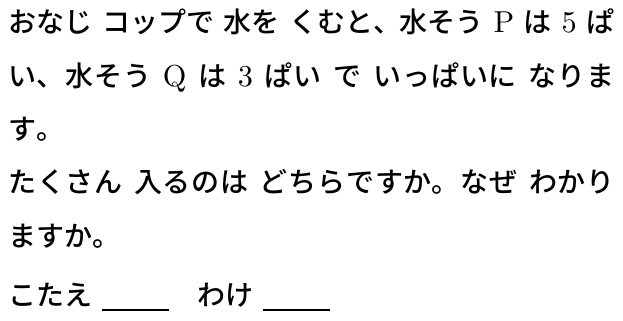 おなじ コップで 水を くむと、水そう P は 5 ぱ
い、水そう Q は 3 ぱい で いっぱいに なりま
す。
たくさん 入るのは どちらですか。なぜ わかり
ますか。
こたえ _____ わけ _____